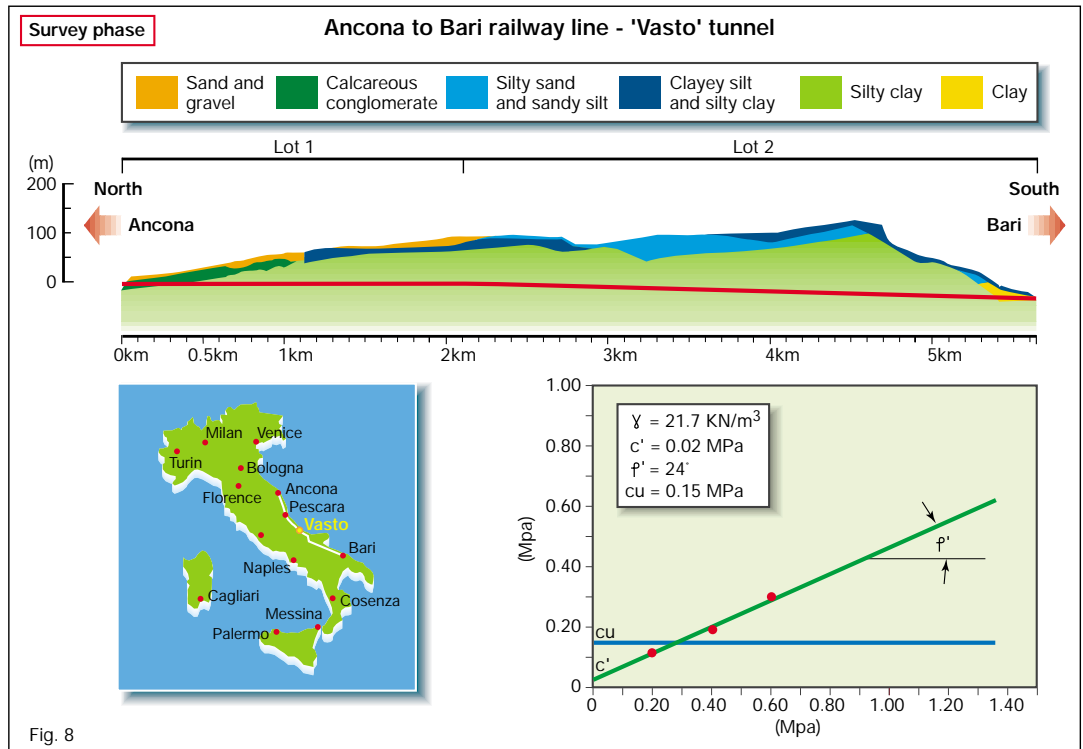 Survey phase
Ancona to Bari railway line - 'Vasto' tunnel
Sand and gravel
Calcareous conglomerate
Silty sand and sandy silt
Clayey silt and silty clay
Silty clay
Clay
Lot 1
Lot 2
(m)
200
100
0
North
South
Ancona
Bari
0km
0.5km
1km
2km
3km
4km
5km
Milan
Venice
Turin
Bologna
Florence
Ancona
Pescara
Vasto
Bari
Naples
Cagliari
Cosenza
Messina
Palermo
1.00
0.80
0.60
0.40
0.20
0
(Mpa)
ɣ = 21.7 KN/m³
c' = 0.02 MPa
φ' = 24°
cu = 0.15 MPa
φ'
cu
c'
0
0.20
0.40
0.60
0.80
1.00
1.20
1.40
(Mpa)
Fig. 8